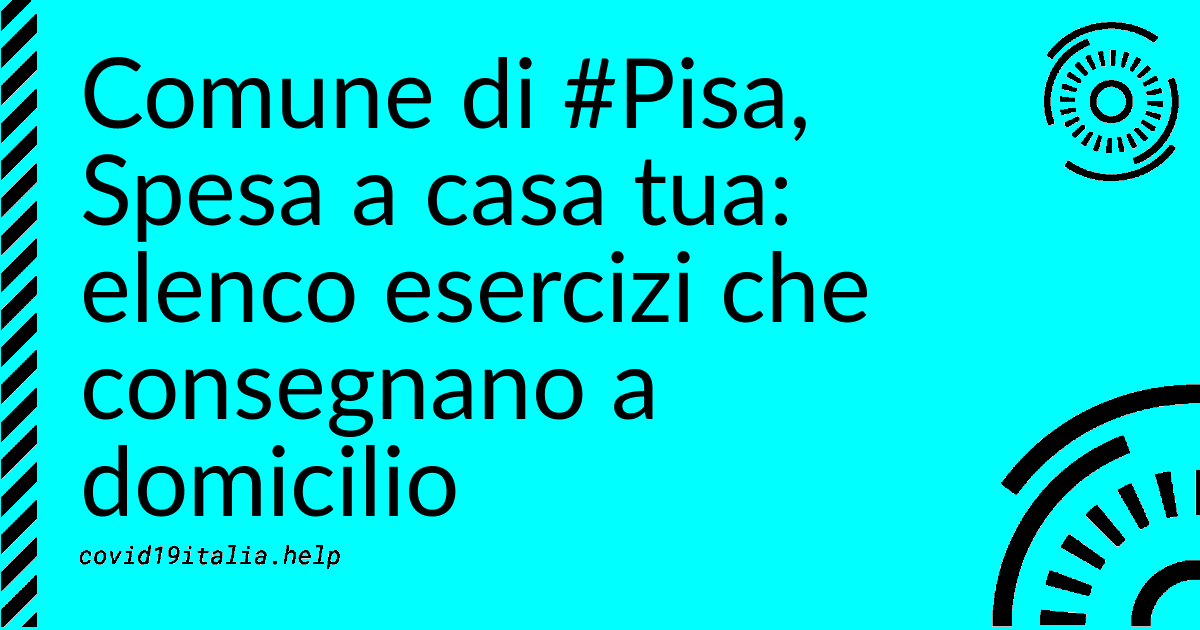 Comune di #Pisa,
Spesa a casa tua:
elenco esercizi che
consegnano a
domicilio
covid19italia.help